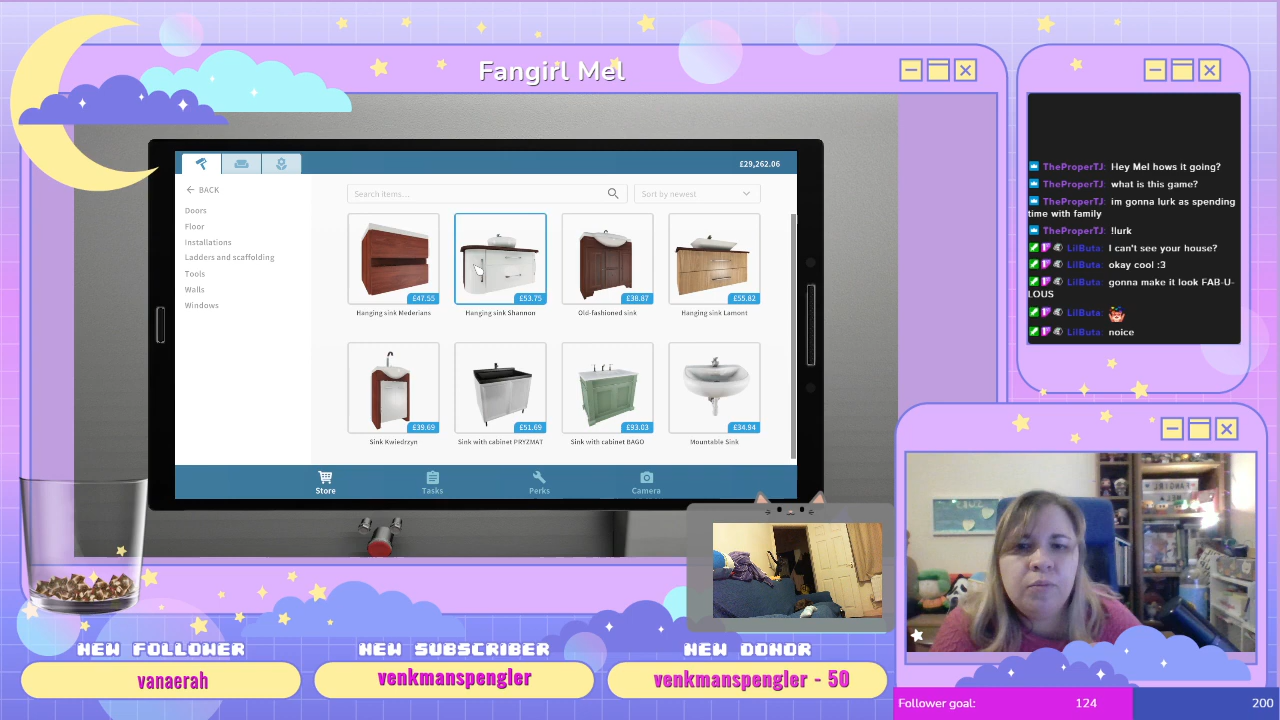 Fangirl Mel
£29,262.06
BACK
Search items...
Sort by newest
Doors
Floor
Installations
Ladders and scaffolding
Tools
Walls
Windows
£47.55
£53.75
£38.87
£55.82
Hanging sink Mederians
Hanging sink Shannon
Old-fashioned sink
Hanging sink Lamont
£39.69
£51.69
£93.03
£34.94
Sink Kwiedrzyn
Sink with cabinet PRYZMAT
Sink with cabinet BAGO
Mountable Sink
Store
Tasks
Perks
Camera
TheProperTJ: Hey Mel hows it going?
TheProperTJ: what is this game?
TheProperTJ: im gonna lurk as spending
time with family
TheProperTJ: !lurk
LilButa: I can't see your house?
LilButa: okay cool :3
LilButa: gonna make it look FAB-U-
LOUS
LilButa:
LilButa: noice
NEW FOLLOWER
NEW SUBSCRIBER
NEW DONOR
vanaerah
venkmanspengler
venkmanspengler - 50
Follower goal:
124
200